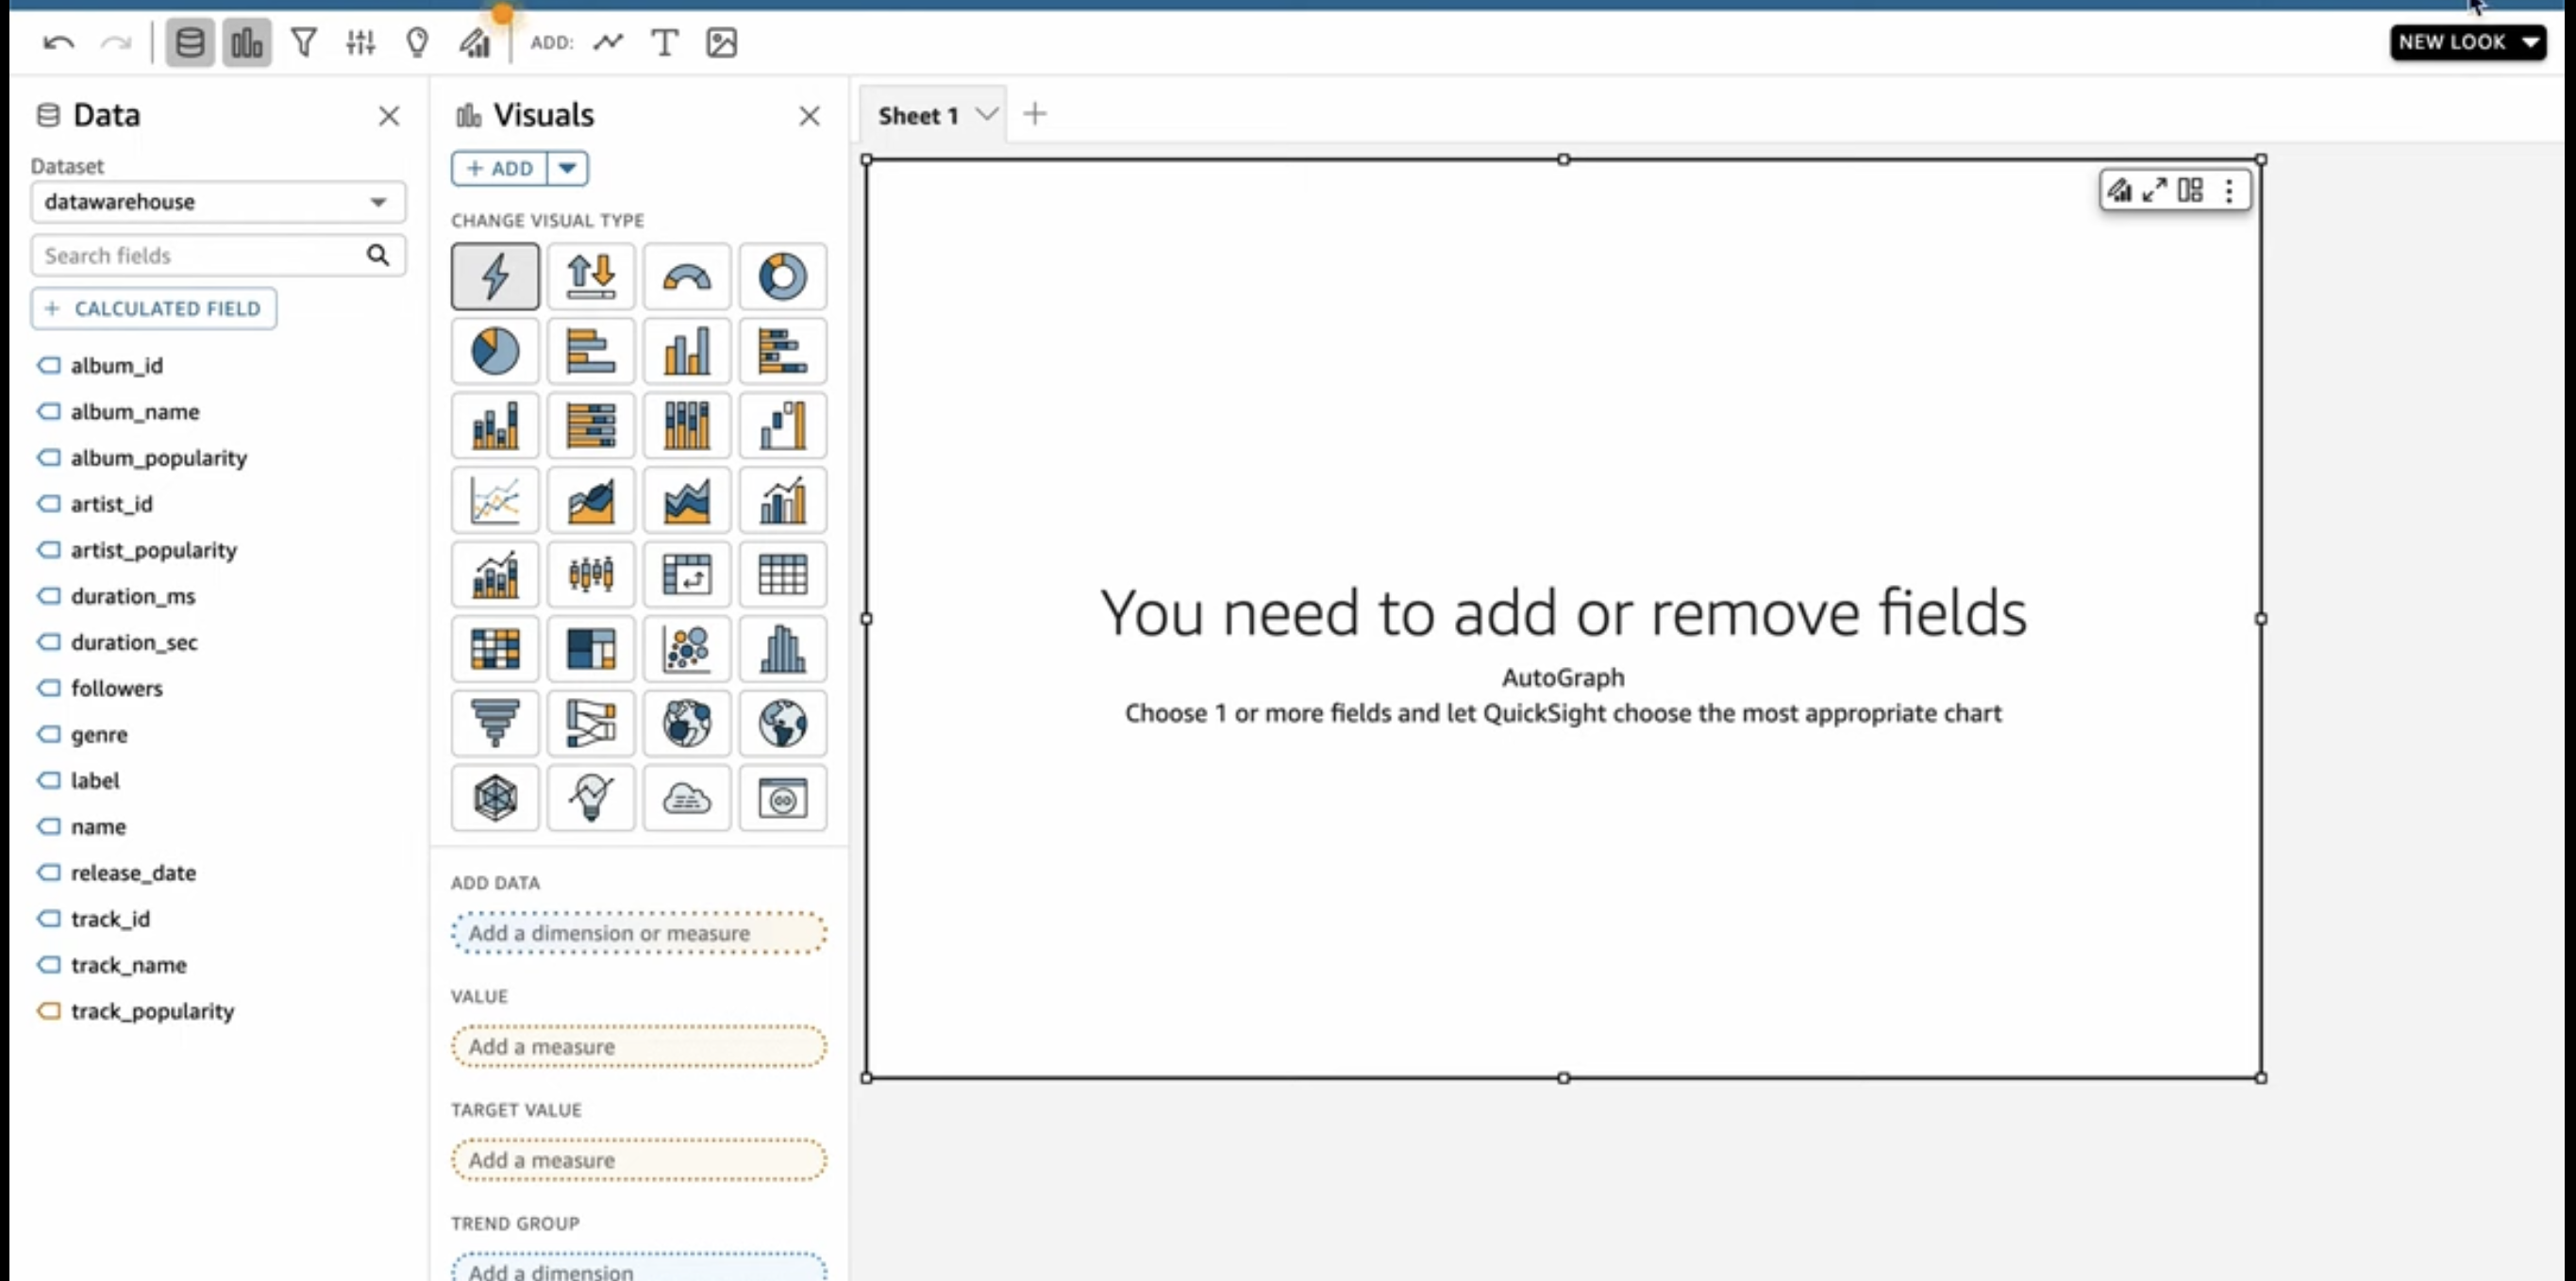 ADD:
NEW LOOK
Data
Dataset
datawarehouse
Search fields
+ CALCULATED FIELD
album_id
album_name
album_popularity
artist_id
artist_popularity
duration_ms
duration_sec
followers
genre
label
name
release_date
track_id
track_name
track_popularity
Visuals
+ ADD
CHANGE VISUAL TYPE
ADD DATA
Add a dimension or measure
VALUE
Add a measure
TARGET VALUE
Add a measure
TREND GROUP
Add a dimension
Sheet 1
You need to add or remove fields
AutoGraph
Choose 1 or more fields and let QuickSight choose the most appropriate chart